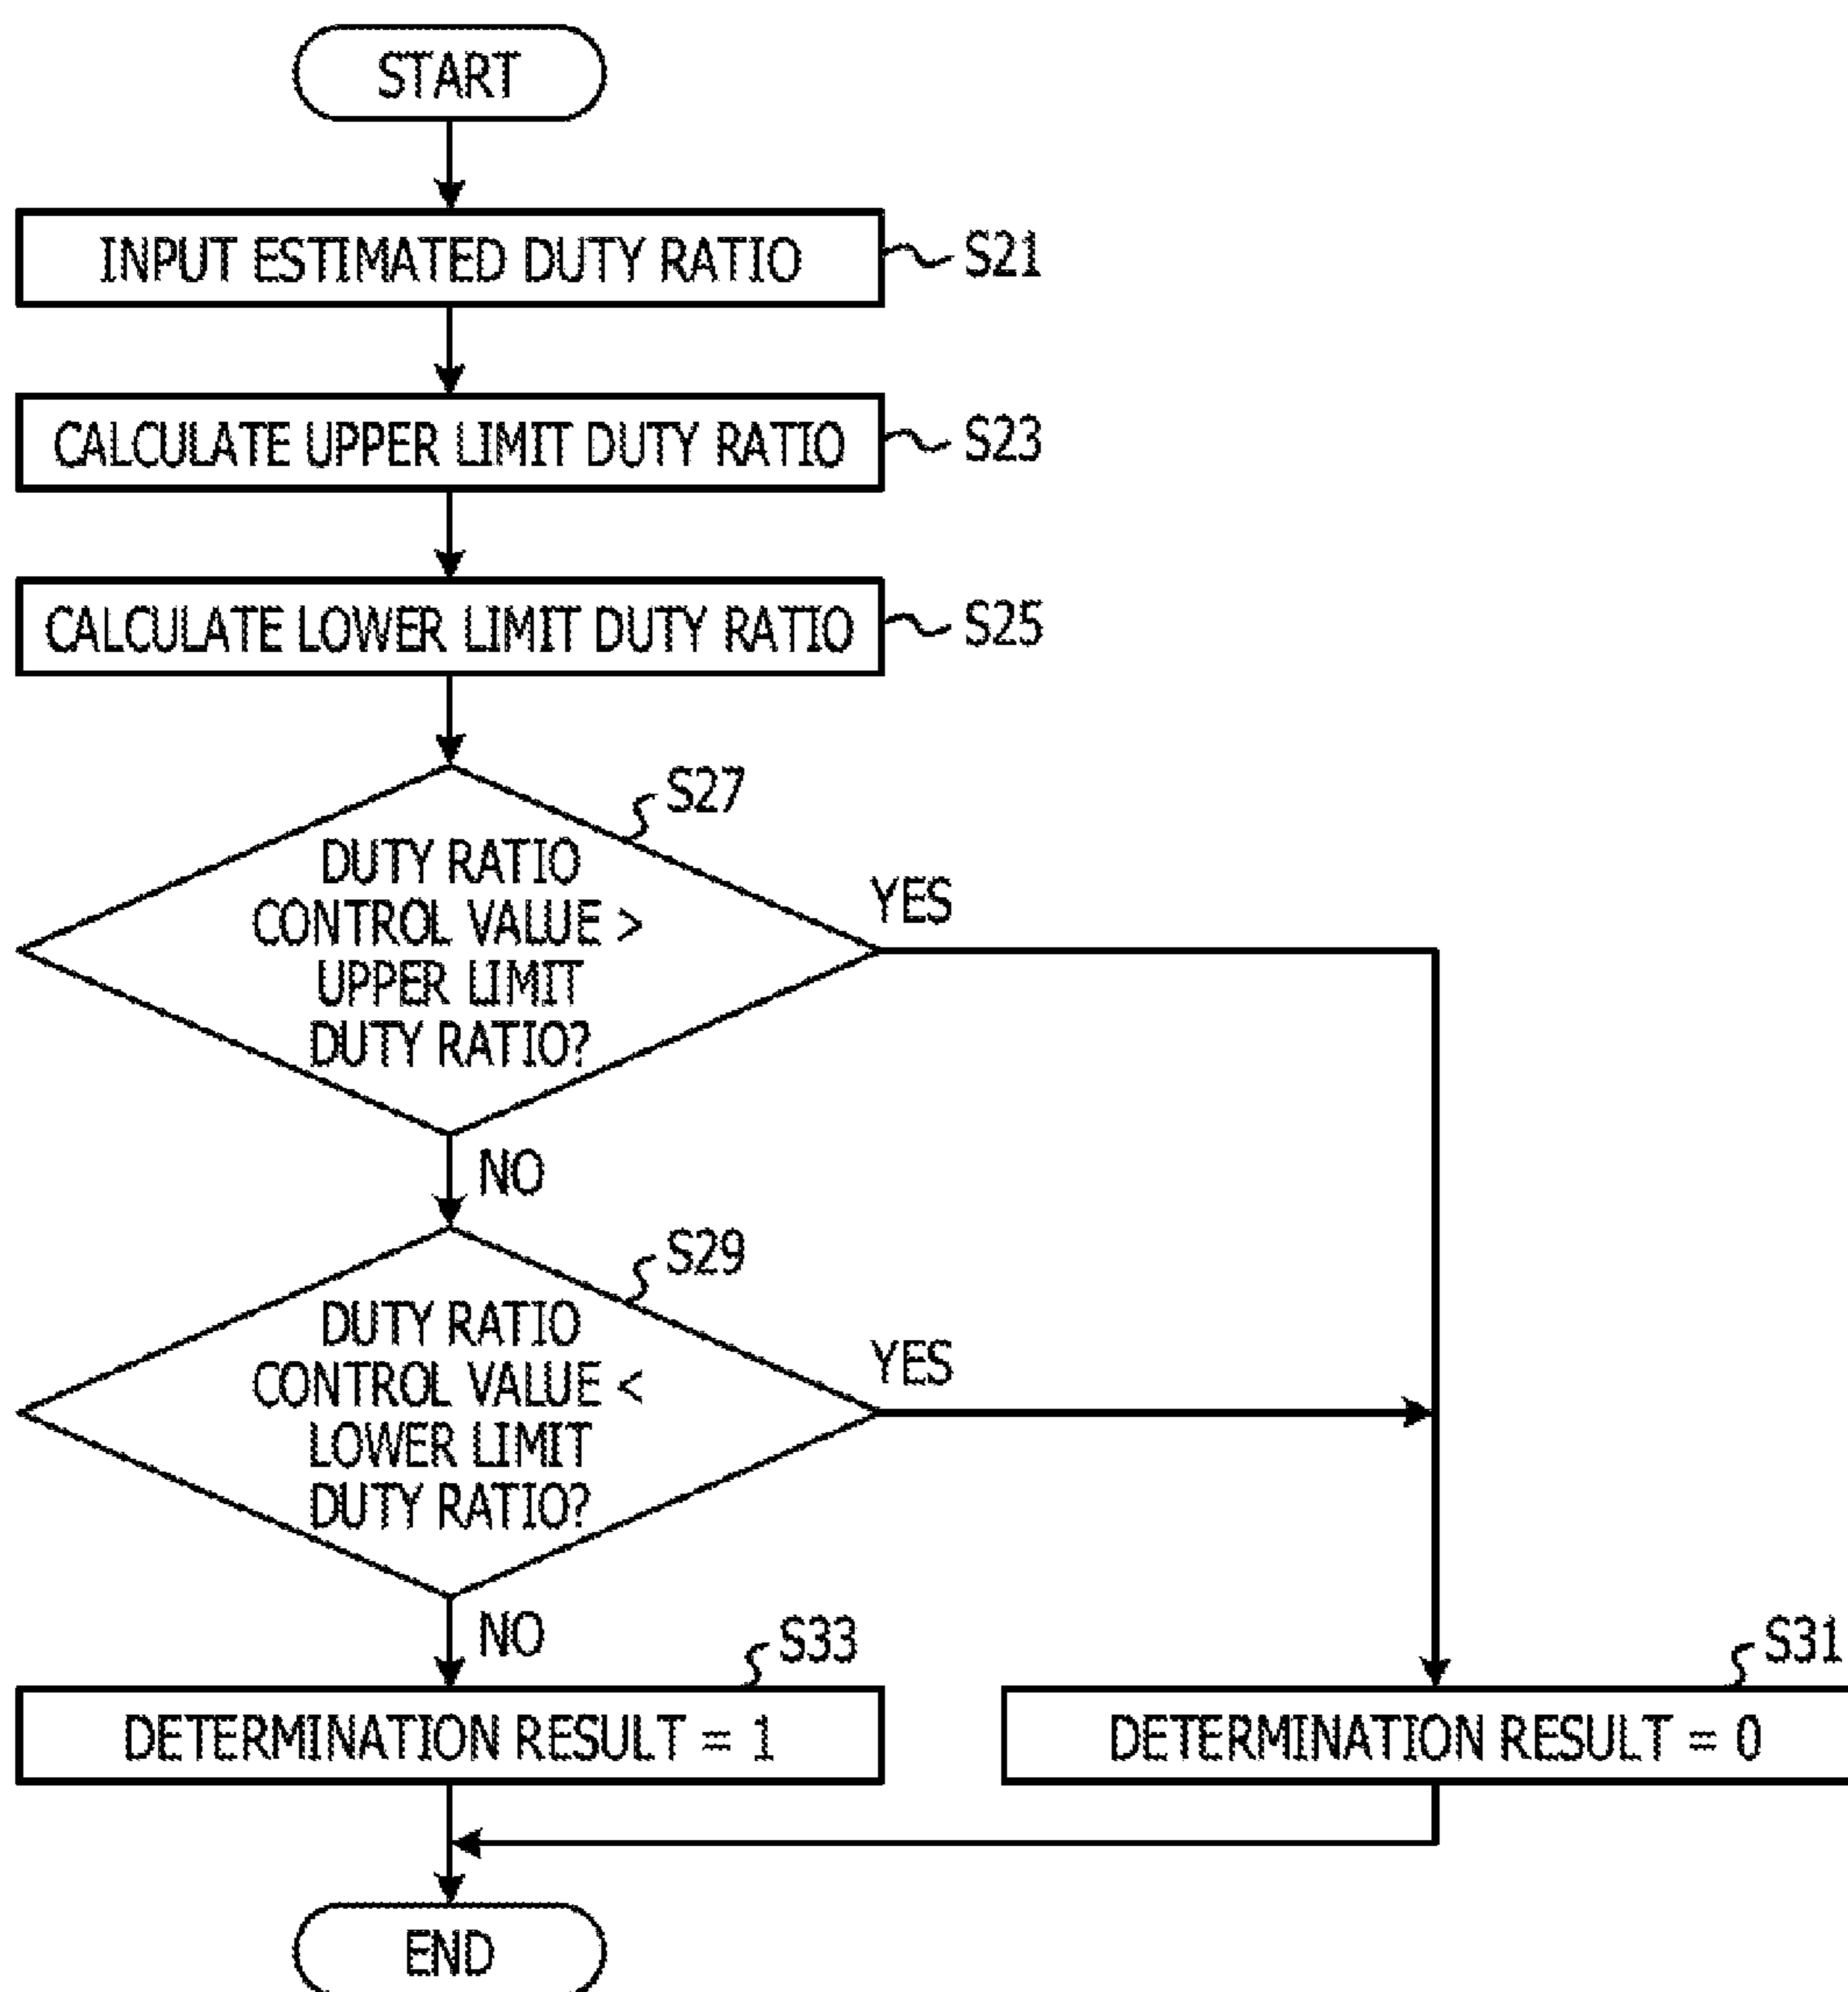 START
INPUT ESTIMATED DUTY RATIO
S21
CALCULATE UPPER LIMIT DUTY RATIO
S23
CALCULATE LOWER LIMIT DUTY RATIO
S25
S27
DUTY RATIO
CONTROL VALUE >
UPPER LIMIT
DUTY RATIO?
YES
NO
S29
DUTY RATIO
CONTROL VALUE <
LOWER LIMIT
DUTY RATIO?
YES
NO
S33
DETERMINATION RESULT = 1
S31
DETERMINATION RESULT = 0
END